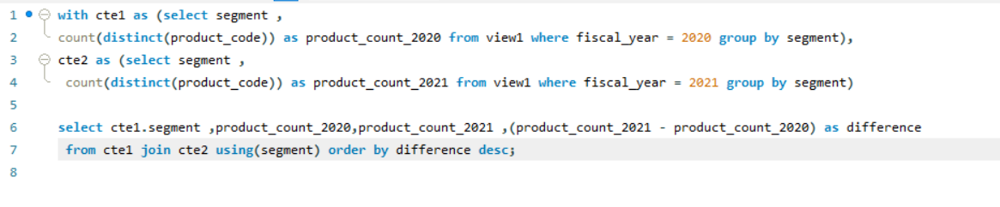 1 with cte1 as (select segment ,
2 count(distinct(product_code)) as product_count_2020 from view1 where fiscal_year = 2020 group by segment),
3 cte2 as (select segment ,
4 count(distinct(product_code)) as product_count_2021 from view1 where fiscal_year = 2021 group by segment)
5
6 select cte1.segment ,product_count_2020,product_count_2021 ,(product_count_2021 - product_count_2020) as difference
7 from cte1 join cte2 using(segment) order by difference desc;
8